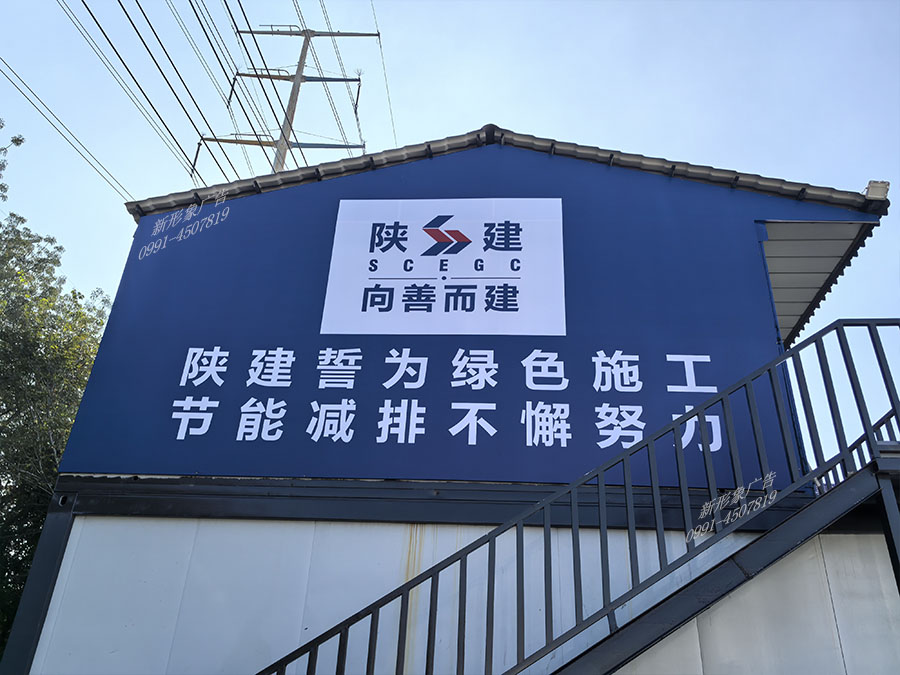 新形象广告
0991-4507819
陕建
SCEGC
向善而建
陕建誓为绿色施工
节能减排不懈努力
新形象广告
0991-4507819